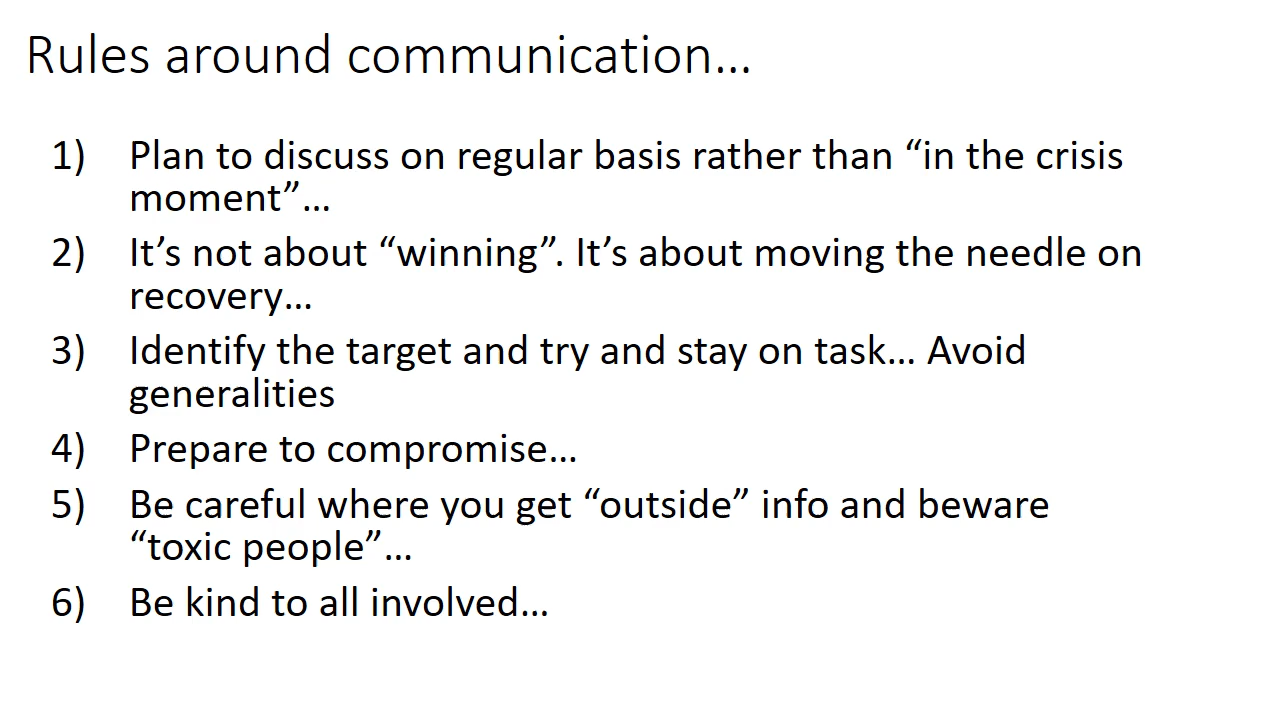 Rules around communication…
1) Plan to discuss on regular basis rather than “in the crisis
moment”…
2) It’s not about “winning”. It’s about moving the needle on
recovery…
3) Identify the target and try and stay on task… Avoid
generalities
4) Prepare to compromise…
5) Be careful where you get “outside” info and beware
“toxic people”…
6) Be kind to all involved…